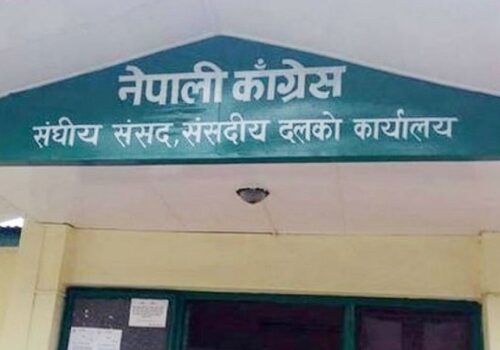 नेपाली काँग्रेस
संघीय संसद, संसदीय दलको कार्यालय